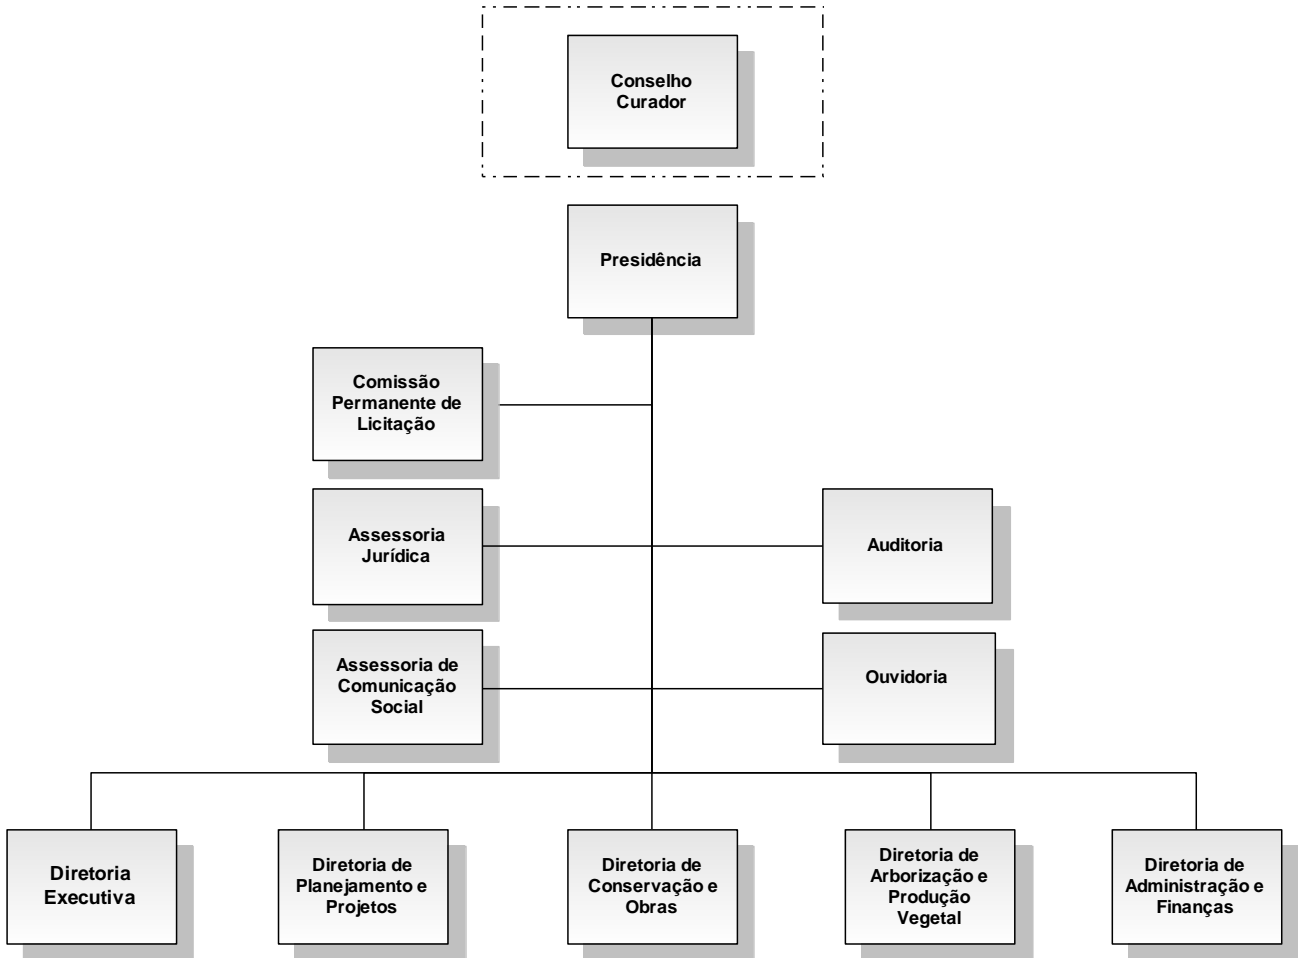 Conselho
Curador
Presidência
Comissão
Permanente de
Licitação
Assessoria
Jurídica
Auditoria
Assessoria de
Comunicação
Social
Ouvidoria
Diretoria
Executiva
Diretoria de
Planejamento e
Projetos
Diretoria de
Conservação e
Obras
Diretoria de
Arborização e
Produção
Vegetal
Diretoria de
Administração e
Finanças